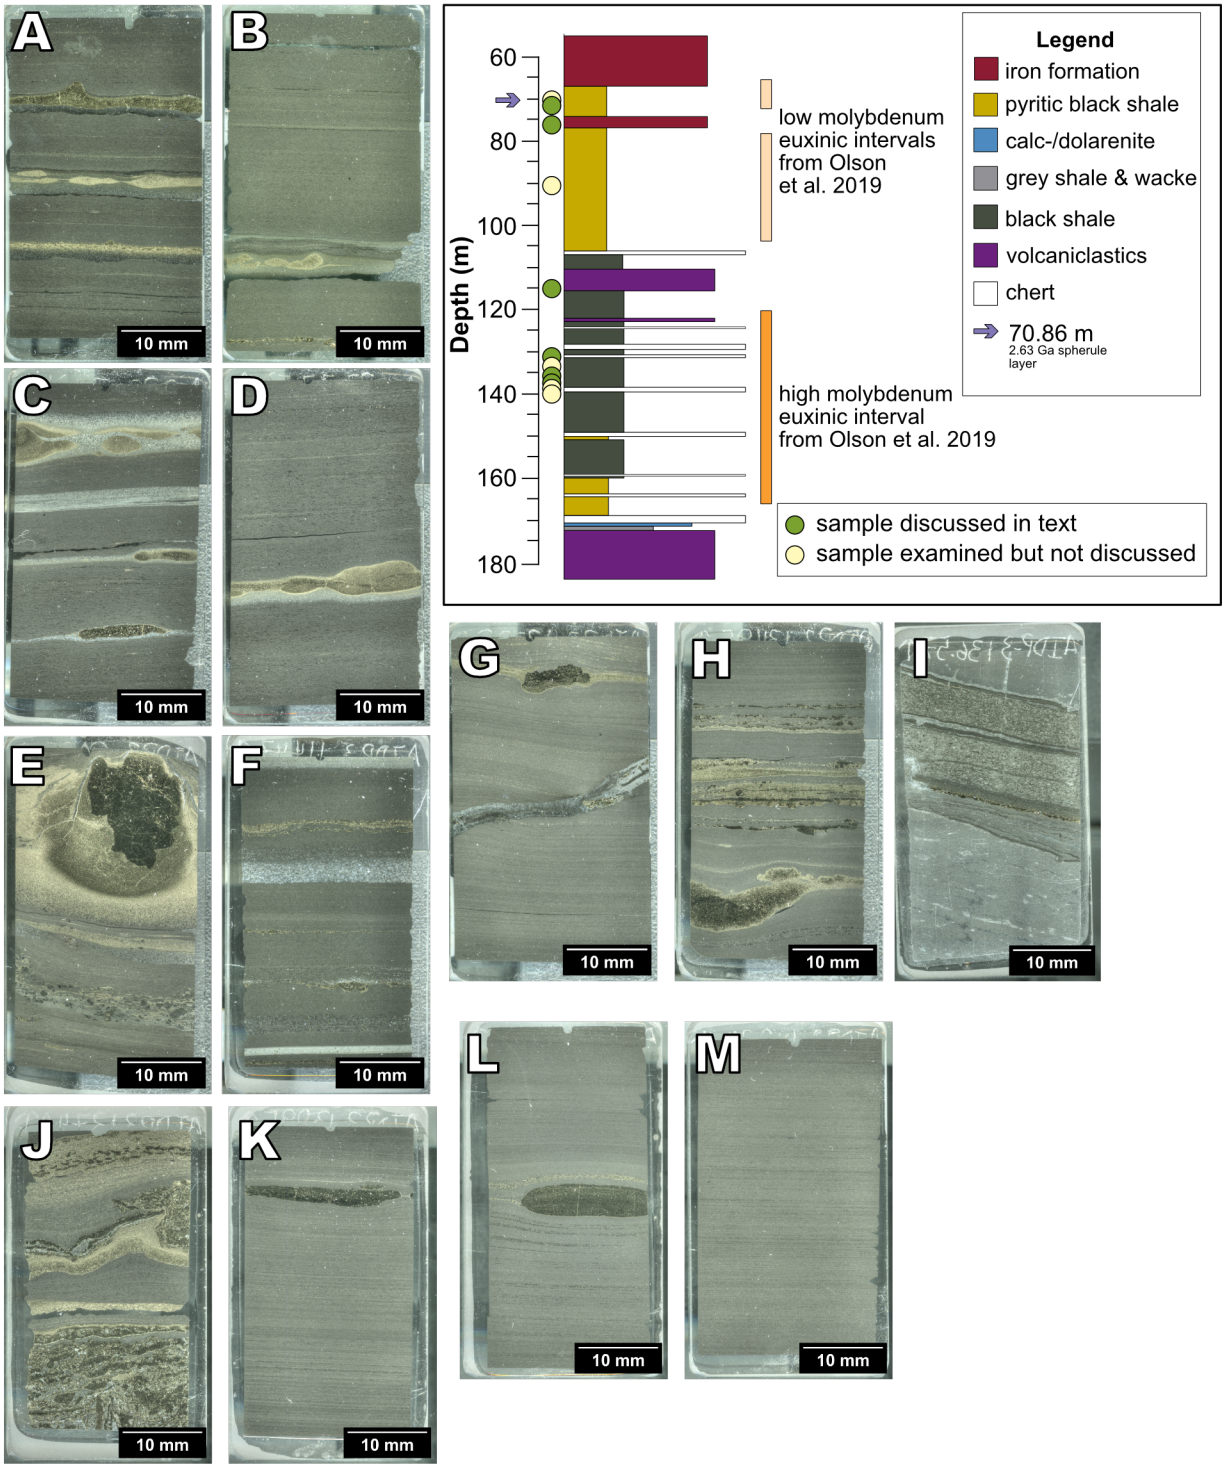 A
B
10 mm
10 mm
C
D
10 mm
10 mm
E
F
10 mm
10 mm
J
K
10 mm
10 mm
Depth (m)
60
80
100
120
140
160
180
low molybdenum
euxinic intervals
from Olson
et al. 2019
high molybdenum
euxinic interval
from Olson et al. 2019
Legend
iron formation
pyritic black shale
calc-/dolarenite
grey shale & wacke
black shale
volcaniclastics
chert
70.86 m
2.63 Ga spherule
layer
sample discussed in text
sample examined but not discussed
G
H
I
10 mm
10 mm
10 mm
L
M
10 mm
10 mm